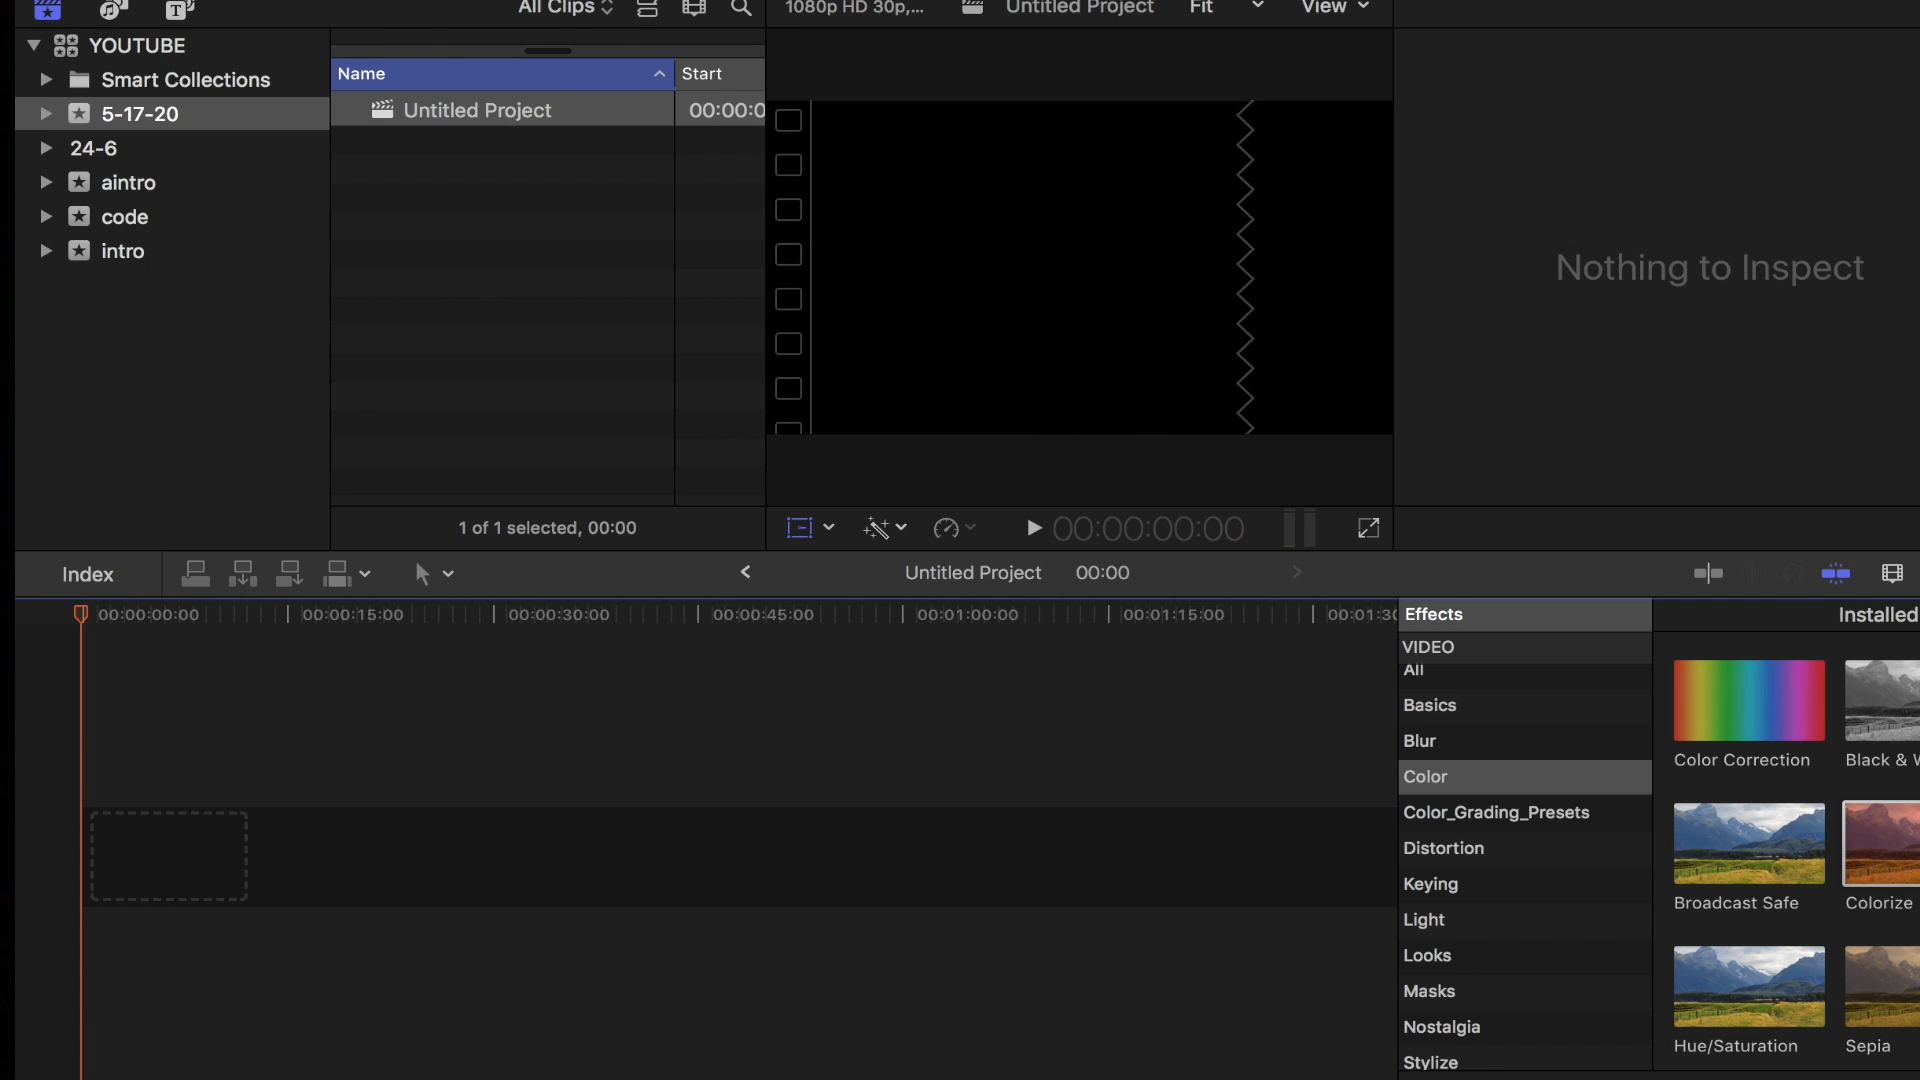 All Clips
1080p HD 30p,...
Untitled Project
Fit
View
YOUTUBE
Smart Collections
5-17-20
24-6
aintro
code
intro
Name
Start
Untitled Project
00:00:0
Nothing to Inspect
1 of 1 selected, 00:00
00:00:00:00
Index
Untitled Project
00:00
00:00:00:00
00:00:15:00
00:00:30:00
00:00:45:00
00:01:00:00
00:01:15:00
00:01:30
Effects
Installed
VIDEO
All
Basics
Blur
Color
Color_Grading_Presets
Distortion
Keying
Light
Looks
Masks
Nostalgia
Stylize
Color Correction
Black & W
Broadcast Safe
Colorize
Hue/Saturation
Sepia